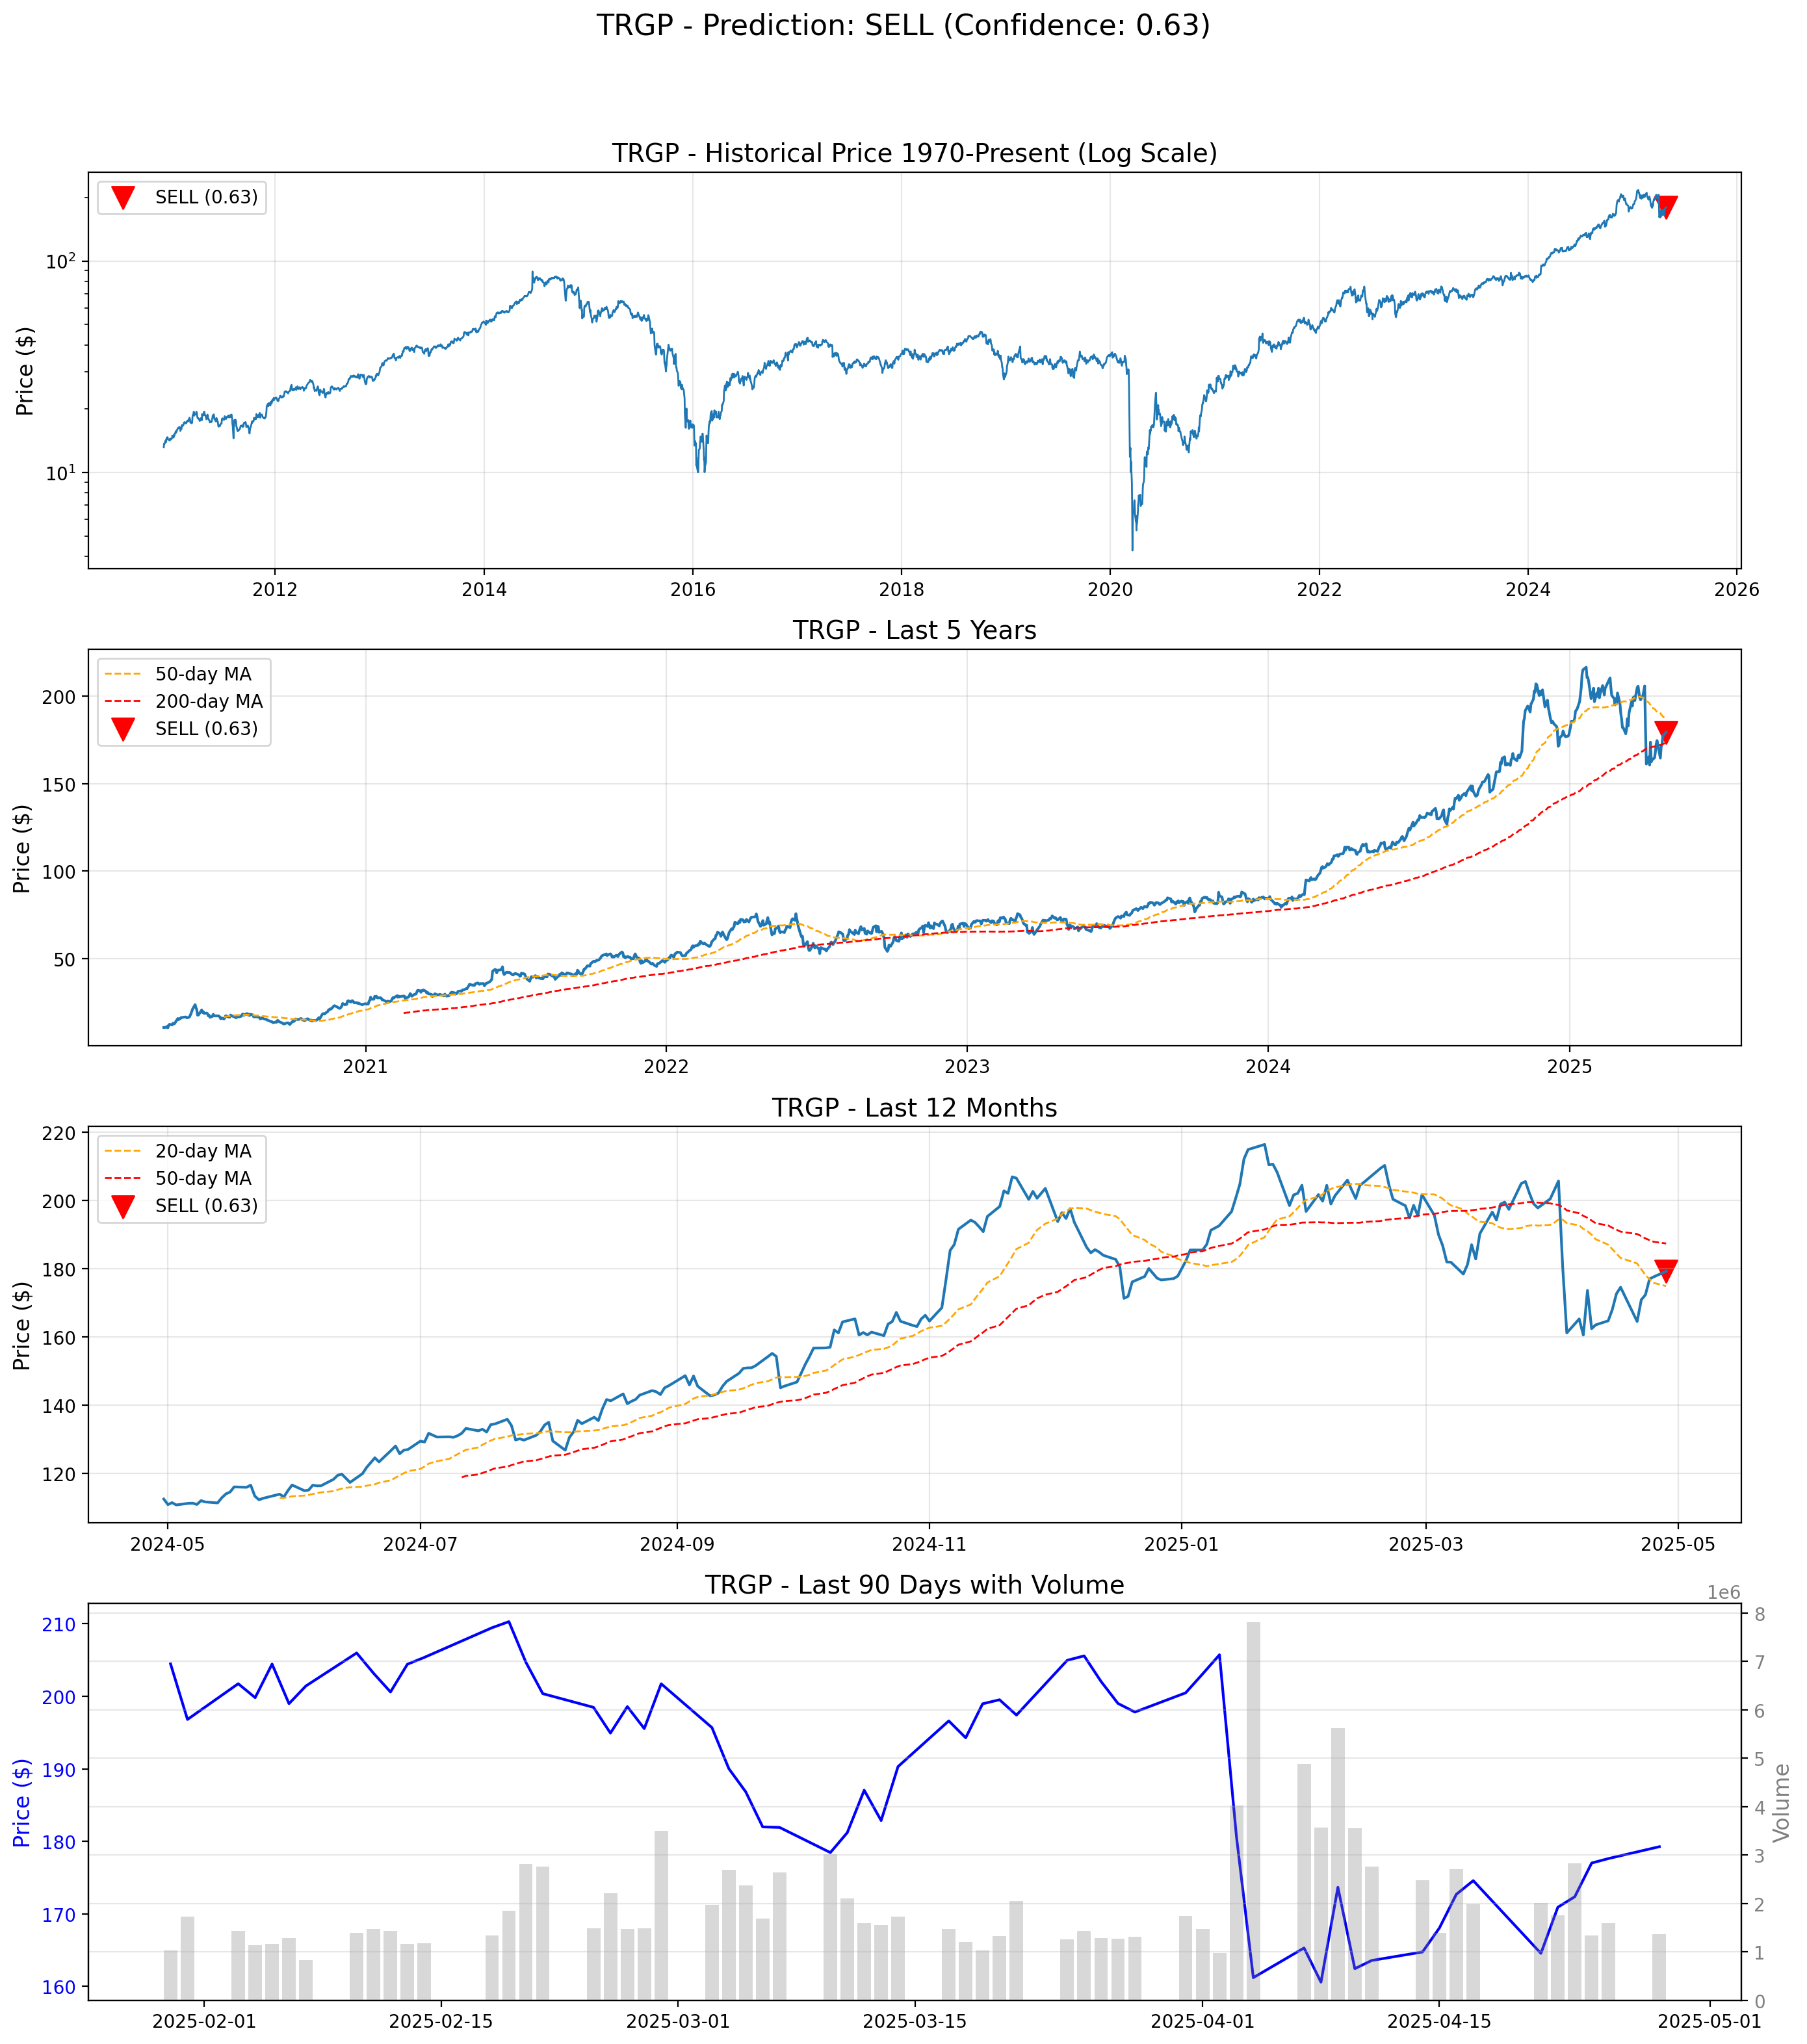 TRGP - Prediction: SELL (Confidence: 0.63)
TRGP - Historical Price 1970-Present (Log Scale)
SELL (0.63)
Price ($)
10²
10¹
2012 2014 2016 2018 2020 2022 2024 2026
TRGP - Last 5 Years
50-day MA
200-day MA
SELL (0.63)
Price ($)
200
150
100
50
2021 2022 2023 2024 2025
TRGP - Last 12 Months
20-day MA
50-day MA
SELL (0.63)
Price ($)
220
200
180
160
140
120
2024-05 2024-07 2024-09 2024-11 2025-01 2025-03 2025-05
TRGP - Last 90 Days with Volume
1e6
Price ($)
210
200
190
180
170
160
8
7
6
5
4
3
2
1
0
Volume
2025-02-01 2025-02-15 2025-03-01 2025-03-15 2025-04-01 2025-04-15 2025-05-01